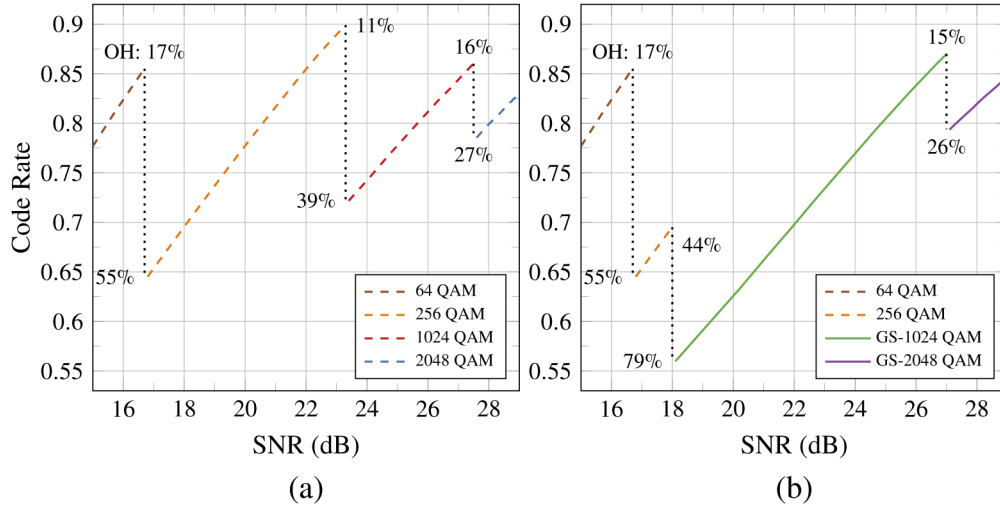 0.9
0.85
0.8
0.75
0.7
0.65
0.6
0.55
Code Rate
OH: 17%
55%
11%
39%
16%
27%
64 QAM
256 QAM
1024 QAM
2048 QAM
16 18 20 22 24 26 28
SNR (dB)
(a)
0.9
0.85
0.8
0.75
0.7
0.65
0.6
0.55
OH: 17%
55%
44%
79%
15%
26%
64 QAM
256 QAM
GS-1024 QAM
GS-2048 QAM
16 18 20 22 24 26 28
SNR (dB)
(b)